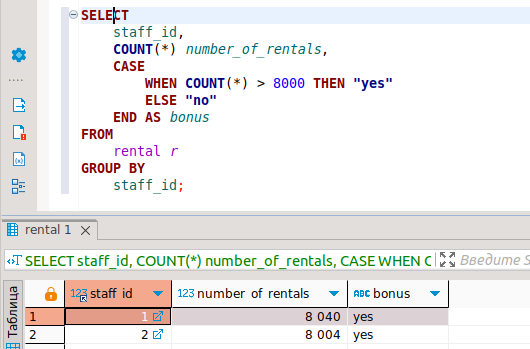 SELECT
staff_id,
COUNT(*) number_of_rentals,
CASE
WHEN COUNT(*) > 8000 THEN "yes"
ELSE "no"
END AS bonus
FROM
rental r
GROUP BY
staff_id;
rental 1
SELECT staff_id, COUNT(*) number_of_rentals, CASE WHEN C
Введите S
Таблица
123 staff_id 123 number_of_rentals ABC bonus
1 1 8 040 yes
2 2 8 004 yes